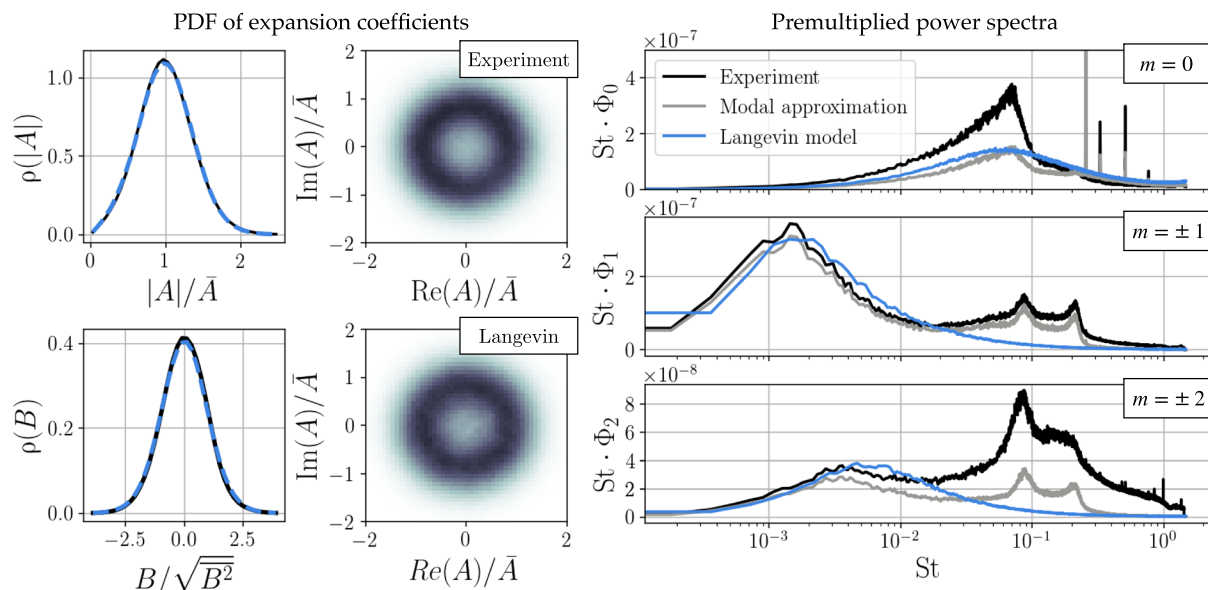 PDF of expansion coefficients
ρ(|A|)
1.0
0.5
0.0
0
1
2
|A|/Ā
Experiment
Im(A)/Ā
2
1
0
−1
−2
−2
0
2
Re(A)/Ā
ρ(B)
0.4
0.2
0.0
−2.5
0.0
2.5
B/√B̅²̅
Langevin
Im(A)/Ā
2
1
0
−1
−2
−2
0
2
Re(A)/Ā
Premultiplied power spectra
×10⁻⁷
m = 0
St · Φ₀
4
2
0
Experiment
Modal approximation
Langevin model
×10⁻⁷
m = ± 1
St · Φ₁
2
0
×10⁻⁸
m = ± 2
St · Φ₂
8
6
4
2
0
10⁻³
10⁻²
10⁻¹
10⁰
St